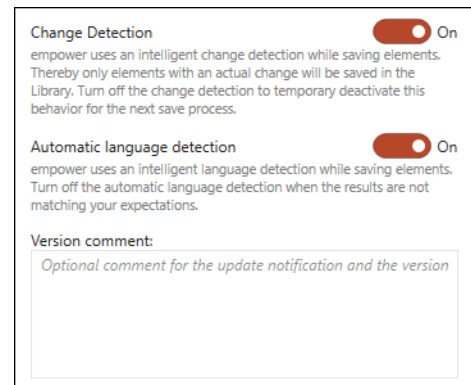 Change Detection On
empower uses an intelligent change detection while saving elements.
Thereby only elements with an actual change will be saved in the
Library. Turn off the change detection to temporary deactivate this
behavior for the next save process.
Automatic language detection On
empower uses an intelligent language detection while saving elements.
Turn off the automatic language detection when the results are not
matching your expectations.
Version comment:
Optional comment for the update notification and the version